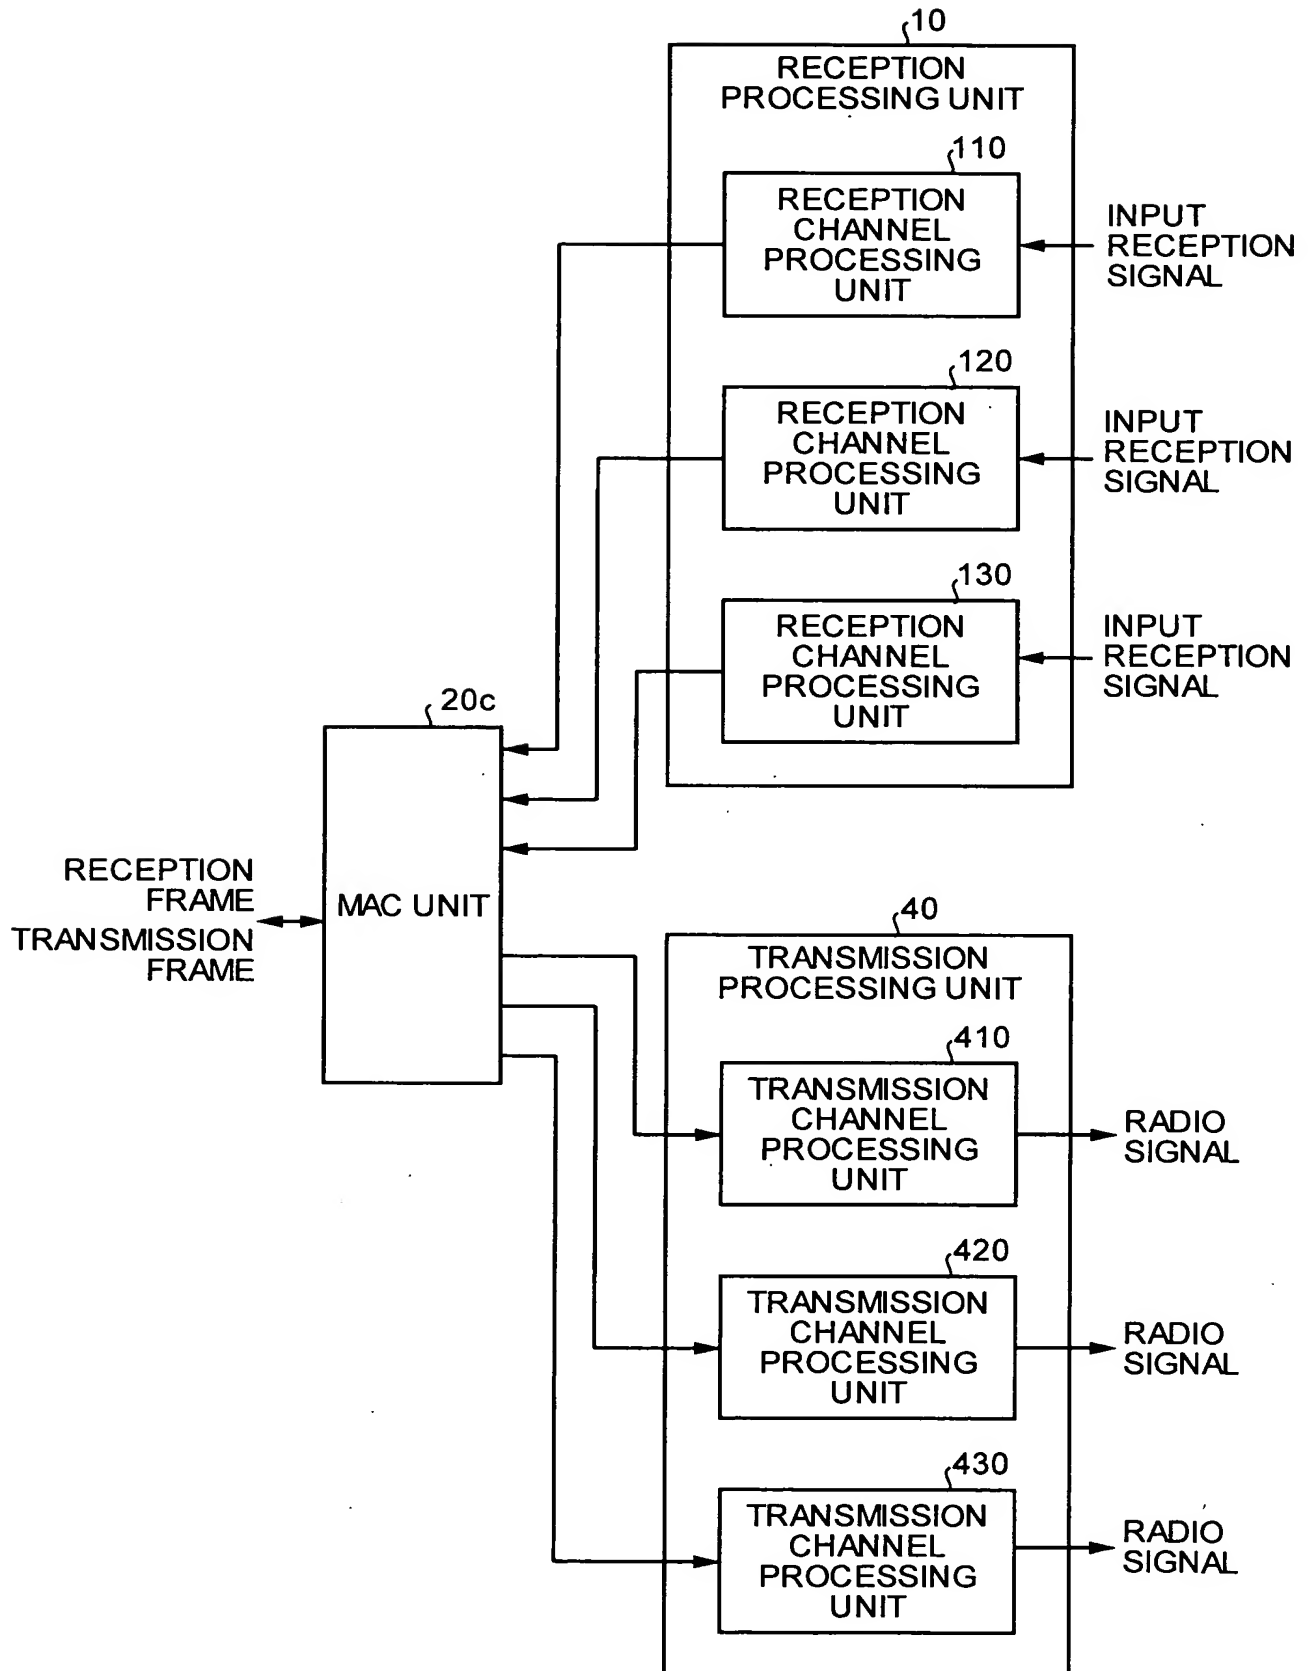 10
RECEPTION
PROCESSING UNIT
110
RECEPTION
CHANNEL
PROCESSING
UNIT
INPUT
RECEPTION
SIGNAL
120
RECEPTION
CHANNEL
PROCESSING
UNIT
INPUT
RECEPTION
SIGNAL
130
RECEPTION
CHANNEL
PROCESSING
UNIT
INPUT
RECEPTION
SIGNAL
20c
MAC UNIT
RECEPTION
FRAME
TRANSMISSION
FRAME
40
TRANSMISSION
PROCESSING UNIT
410
TRANSMISSION
CHANNEL
PROCESSING
UNIT
RADIO
SIGNAL
420
TRANSMISSION
CHANNEL
PROCESSING
UNIT
RADIO
SIGNAL
430
TRANSMISSION
CHANNEL
PROCESSING
UNIT
RADIO
SIGNAL